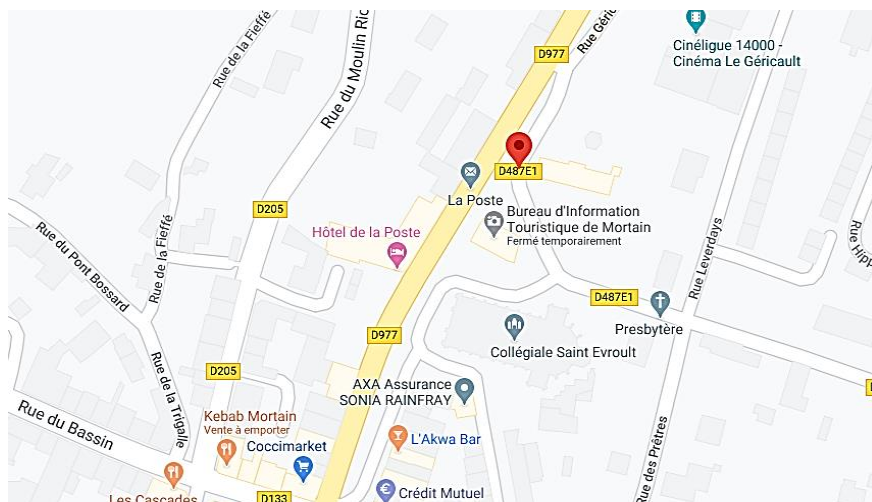 Rue de la Fieffé
Rue du Moulin Ric
D977
Rue Géric
Cinéligue 14000 -
Cinéma Le Géricault
D487E1
La Poste
D205
Bureau d'Information
Touristique de Mortain
Fermé temporairement
Hôtel de la Poste
Rue du Pont Bossard
Rue de la Fieffé
Rue Leverdays
Rue Hipp
D487E1
Presbytère
D977
Collégiale Saint Evroult
D205
Rue de la Trigalle
AXA Assurance
SONIA RAINFRAY
Rue du Bassin
Kebab Mortain
Vente à emporter
Coccimarket
L'Akwa Bar
Rue des Prêtres
Les Cascades
D133
Crédit Mutuel